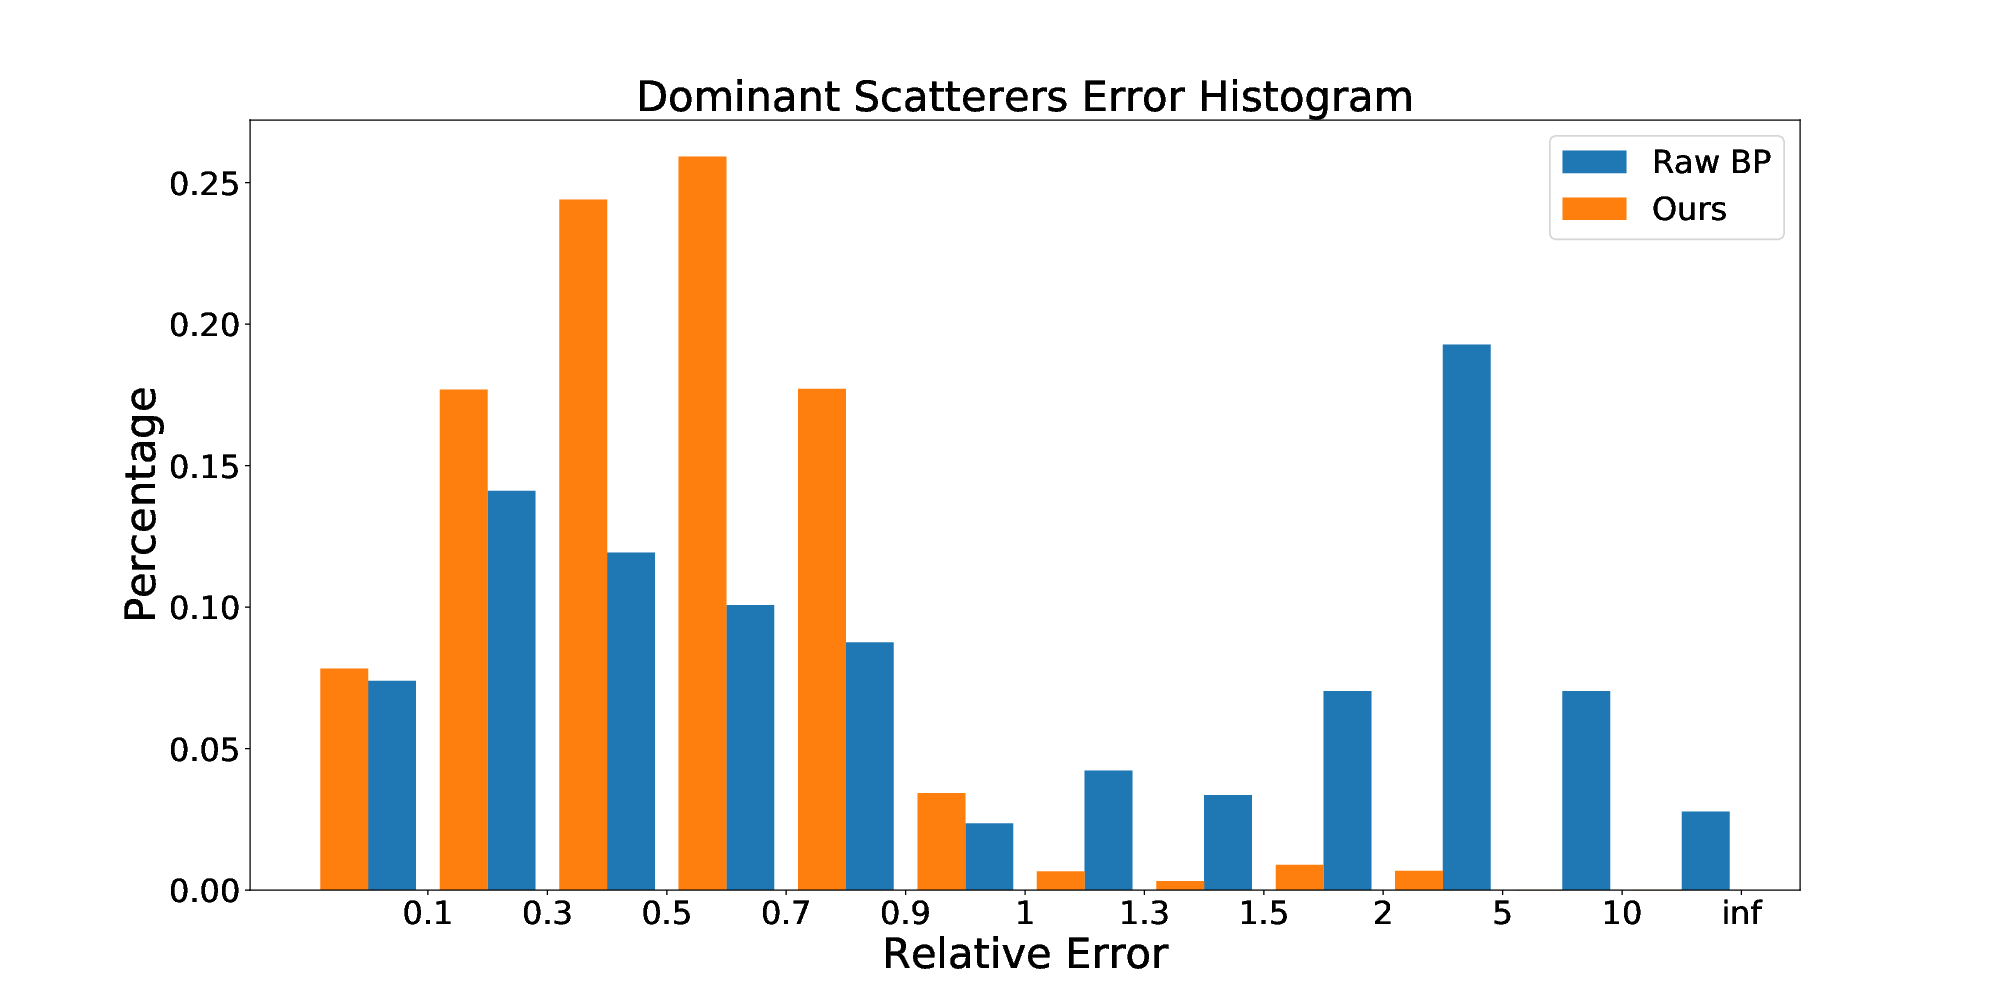 Dominant Scatterers Error Histogram
Raw BP
Ours
0.25
0.20
0.15
0.10
0.05
0.00
Percentage
0.1 0.3 0.5 0.7 0.9 1 1.3 1.5 2 5 10 inf
Relative Error